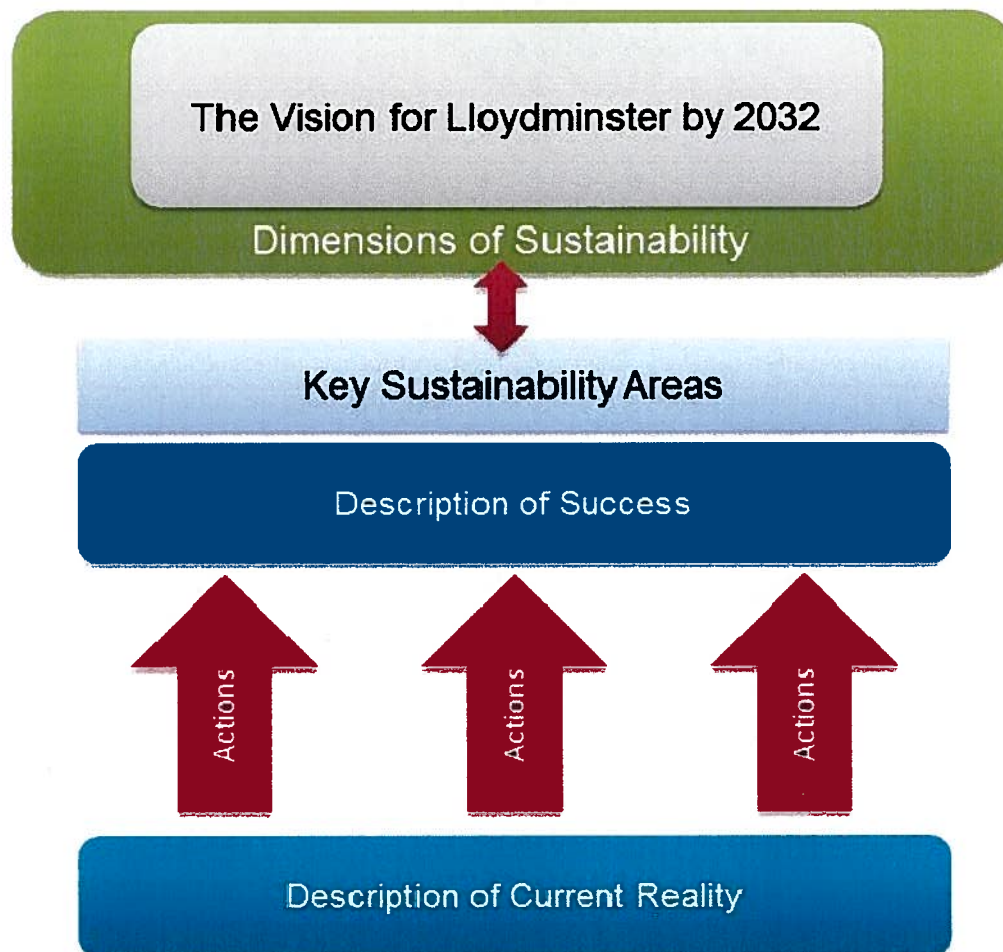 The Vision for Lloydminster by 2032
Dimensions of Sustainability
Key Sustainability Areas
Description of Success
Actions
Actions
Actions
Description of Current Reality